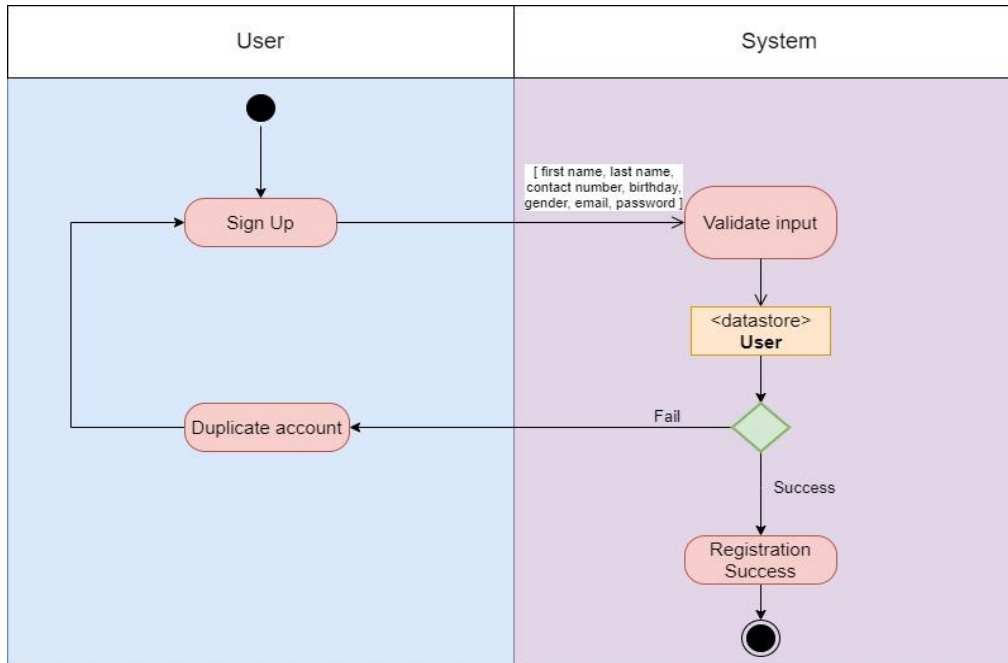 User
System
[ first name, last name,
contact number, birthday,
gender, email, password ]
Sign Up
Validate input
<datastore>
User
Fail
Duplicate account
Success
Registration
Success